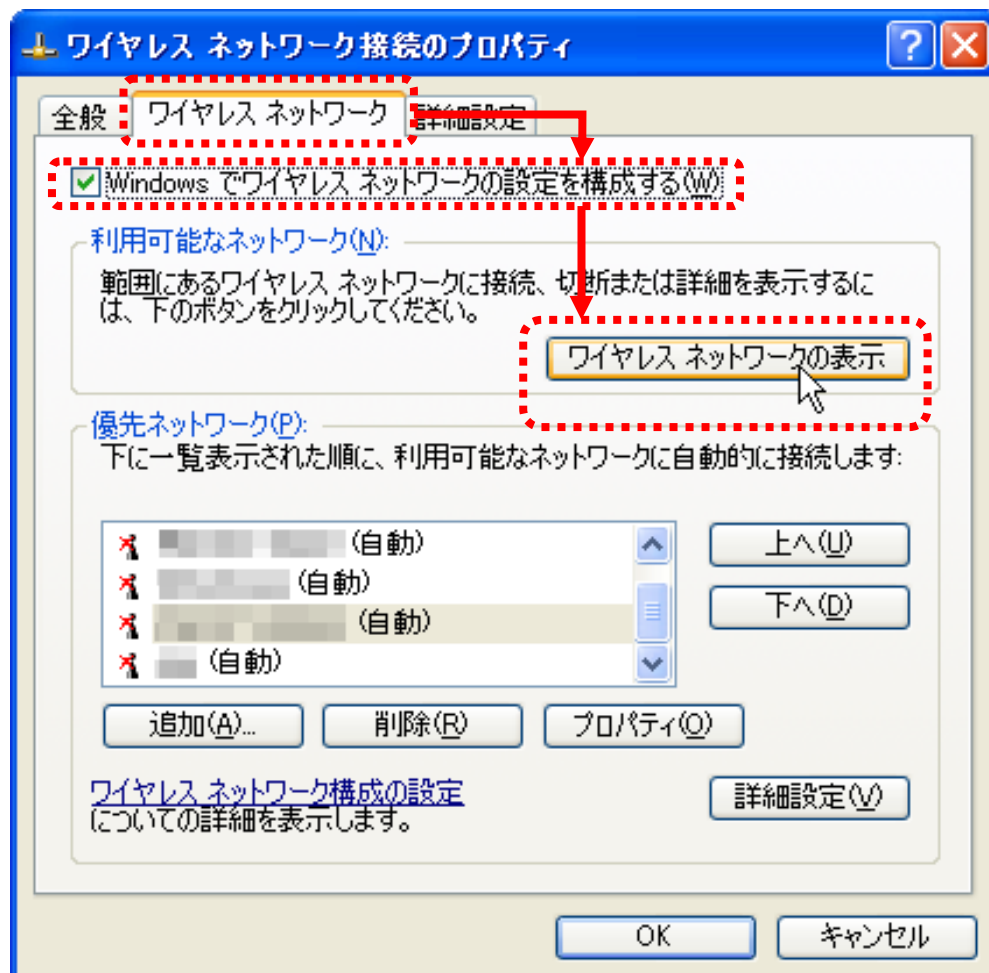 ワイヤレス ネットワーク接続のプロパティ
全般 ワイヤレス ネットワーク 詳細設定
Windows でワイヤレス ネットワークの設定を構成する(W)
利用可能なネットワーク(N):
範囲にあるワイヤレス ネットワークに接続、切断または詳細を表示するに
は、下のボタンをクリックしてください。
ワイヤレス ネットワークの表示
優先ネットワーク(P):
下に一覧表示された順に、利用可能なネットワークに自動的に接続します:
(自動)
(自動)
(自動)
(自動)
上へ(U)
下へ(D)
追加(A)... 削除(R) プロパティ(O)
ワイヤレス ネットワーク構成の設定
についての詳細を表示します。
詳細設定(V)
OK キャンセル